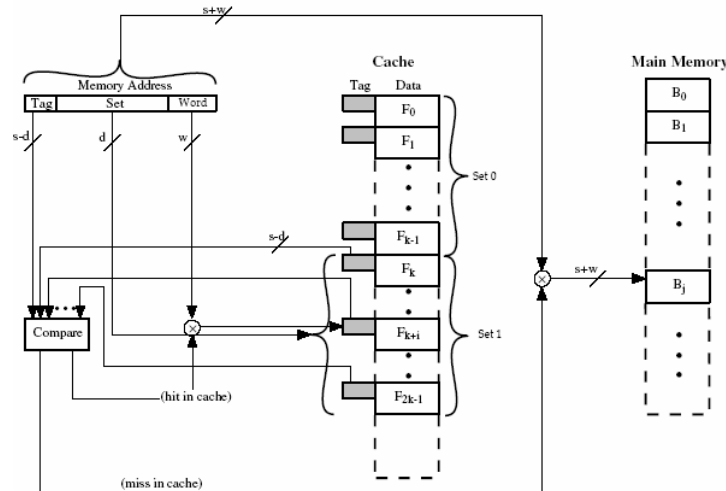 s+w
Cache
Main Memory
Memory Address
Tag Data
Tag Set Word
F0
B0
s-d d w
F1
B1
Set 0
s-d
Fk-1
Fk
s+w
Bj
Compare
Fk+i
Set 1
(hit in cache)
F2k-1
(miss in cache)